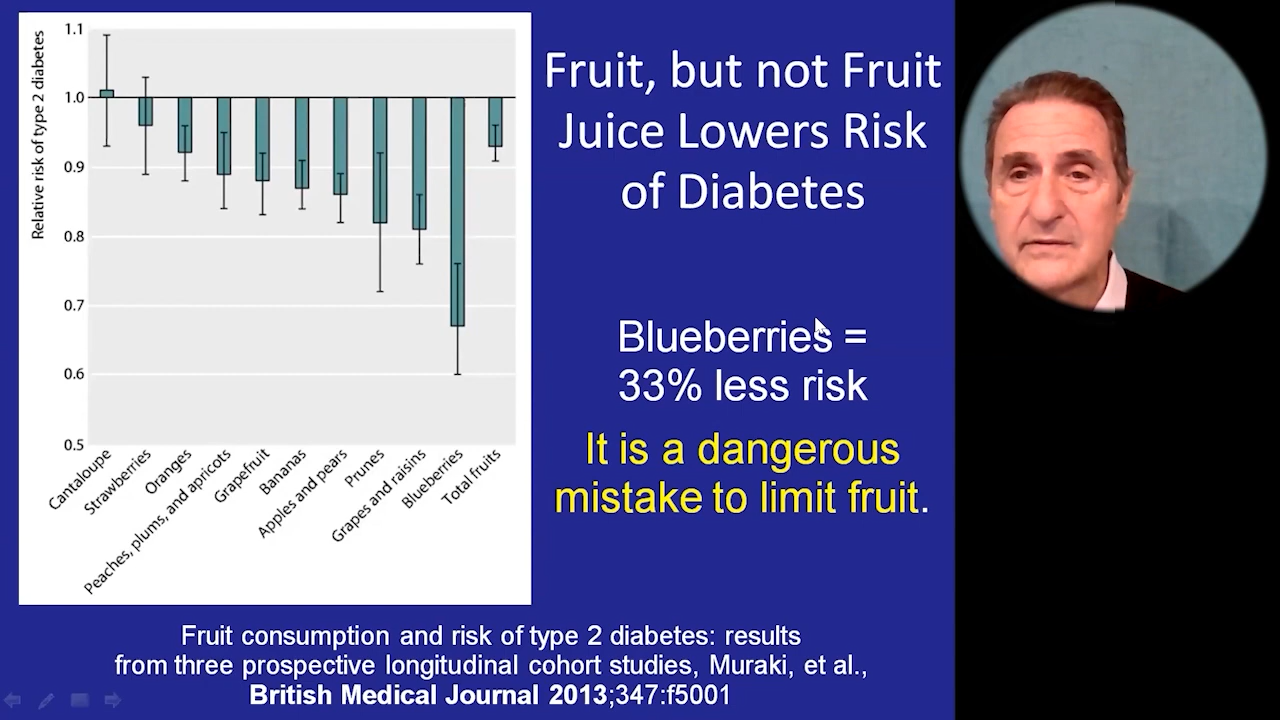 Fruit, but not Fruit
Juice Lowers Risk
of Diabetes
Relative risk of type 2 diabetes
1.1
1.0
0.9
0.8
0.7
0.6
0.5
Cantaloupe
Strawberries
Oranges
Peaches, plums, and apricots
Grapefruit
Bananas
Apples and pears
Prunes
Grapes and raisins
Blueberries
Total fruits
Blueberries =
33% less risk
It is a dangerous
mistake to limit fruit.
Fruit consumption and risk of type 2 diabetes: results
from three prospective longitudinal cohort studies, Muraki, et al.,
British Medical Journal 2013;347:f5001